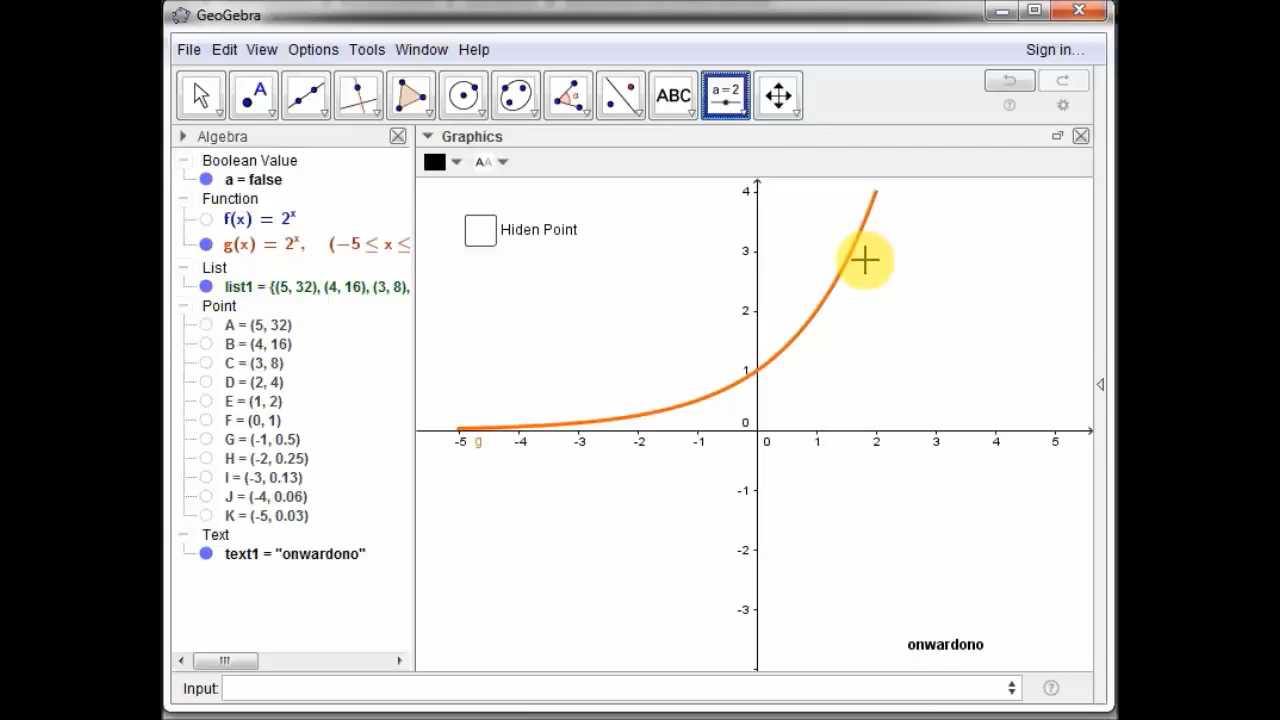 GeoGebra
File Edit View Options Tools Window Help Sign in...
A α ABC a = 2
Algebra
Graphics
AA
Boolean Value
a = false
Function
f(x) = 2ˣ
g(x) = 2ˣ, (−5 ≤ x ≤
List
list1 = {(5, 32), (4, 16), (3, 8),
Point
A = (5, 32)
B = (4, 16)
C = (3, 8)
D = (2, 4)
E = (1, 2)
F = (0, 1)
G = (-1, 0.5)
H = (-2, 0.25)
I = (-3, 0.13)
J = (-4, 0.06)
K = (-5, 0.03)
Text
text1 = "onwardono"
Hiden Point
4
3
2
1
0
-5 g -4 -3 -2 -1 0 1 2 3 4 5
-1
-2
-3
onwardono
Input: